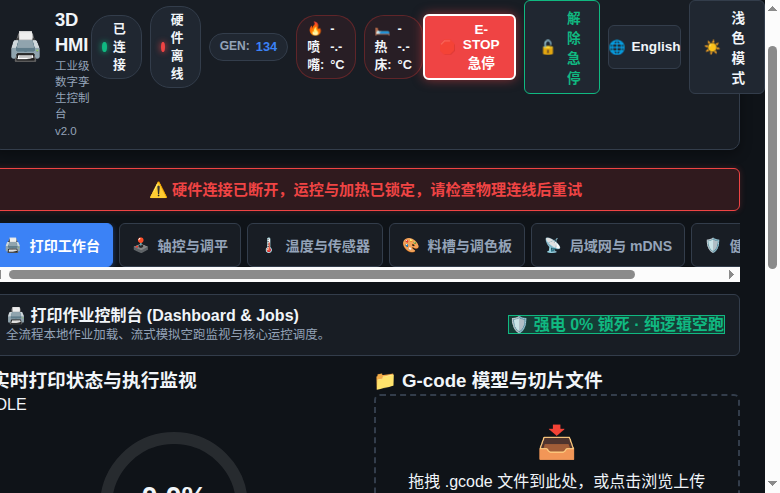 3D HMI
工业级数字孪生控制台 v2.0
已连接
硬件离线
GEN: 134
喷嘴: --.- °C
热床: --.- °C
E-STOP 急停
解除急停
English
浅色模式
硬件连接已断开，运控与加热已锁定，请检查物理连线后重试
打印工作台
轴控与调平
温度与传感器
料槽与调色板
局域网与 mDNS
打印作业控制台 (Dashboard & Jobs)
全流程本地作业加载、流式模拟空跑监视与核心运控调度。
强电 0% 锁死 · 纯逻辑空跑
实时打印状态与执行监视
G-code 模型与切片文件
拖拽 .gcode 文件到此处，或点击浏览上传